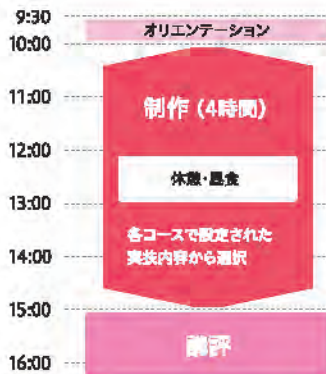 9:30
オリエンテーション
10:00
11:00
制作(4時間)
12:00
休憩・昼食
13:00
各コースで設定された
実技内容から選択
14:00
15:00
講評
16:00